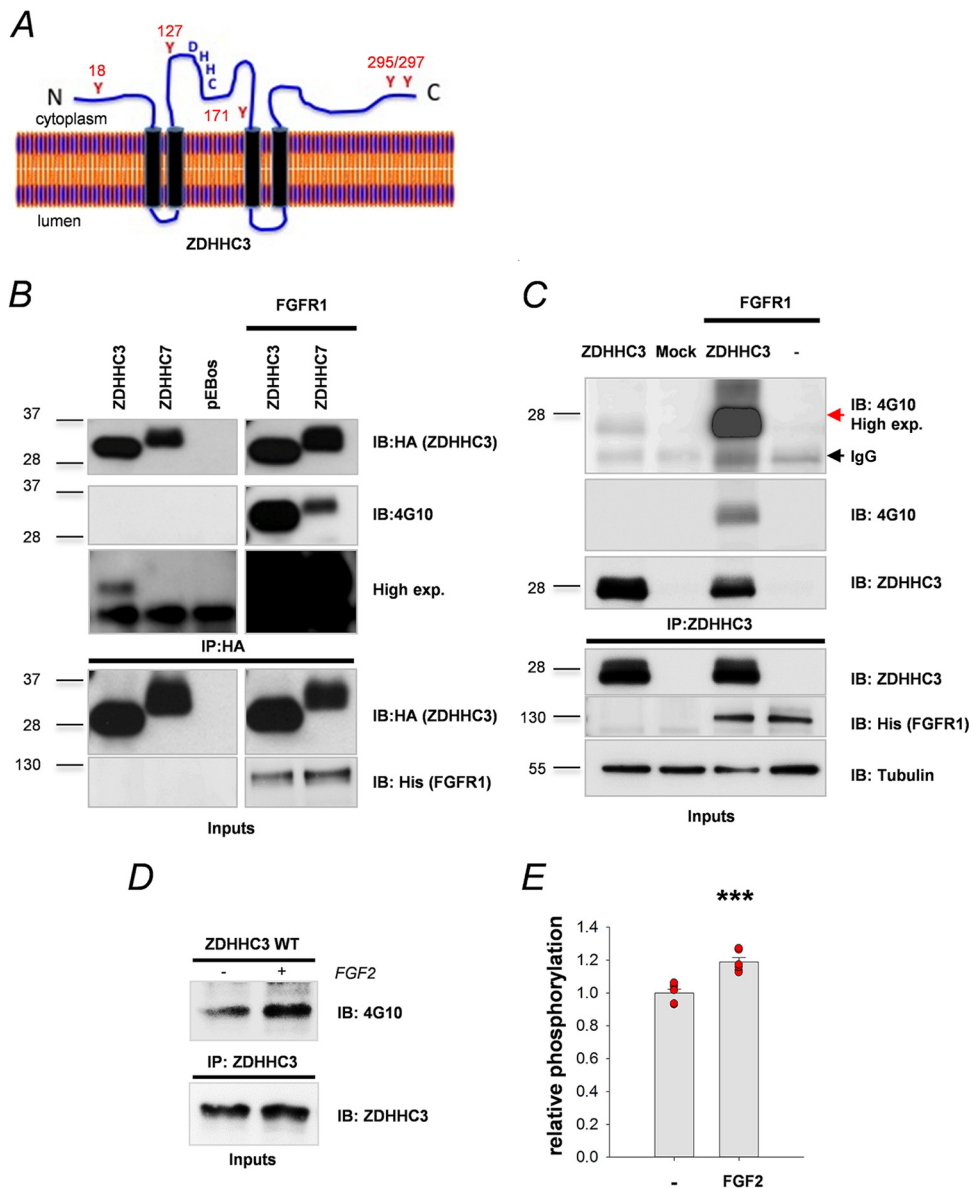 A
127
D
H
H
C
Y
18
Y
295/297
Y Y
N
C
171 Y
cytoplasm
lumen
ZDHHC3
B
FGFR1
ZDHHC3
ZDHHC7
pEBos
ZDHHC3
ZDHHC7
37
28
IB:HA (ZDHHC3)
37
28
IB:4G10
High exp.
IP:HA
37
28
IB:HA (ZDHHC3)
130
IB: His (FGFR1)
Inputs
C
FGFR1
ZDHHC3 Mock ZDHHC3 -
28
IB: 4G10
High exp.
IgG
IB: 4G10
28
IB: ZDHHC3
IP:ZDHHC3
28
IB: ZDHHC3
130
IB: His (FGFR1)
55
IB: Tubulin
Inputs
D
ZDHHC3 WT
- + FGF2
IB: 4G10
IP: ZDHHC3
IB: ZDHHC3
Inputs
E
***
relative phosphorylation
1.4
1.2
1.0
0.8
0.6
0.4
0.2
0.0
- FGF2